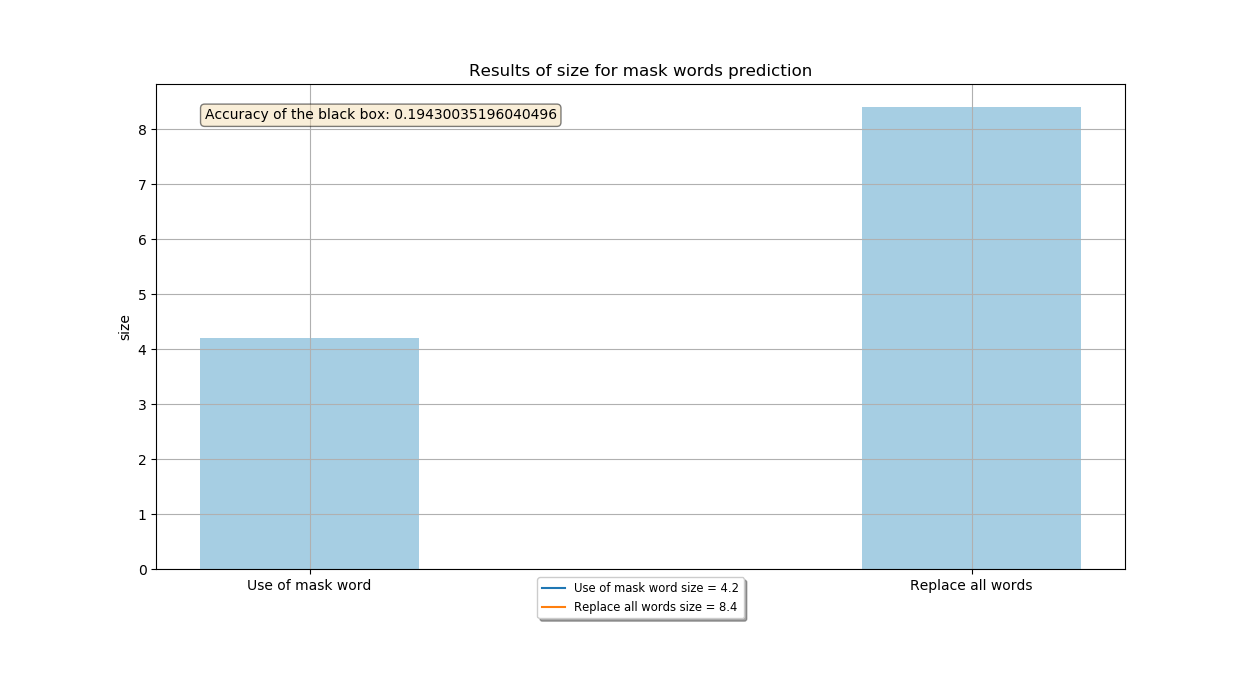 Results of size for mask words prediction
Accuracy of the black box: 0.19430035196040496
8
7
6
5
4
3
2
1
0
size
Use of mask word
Replace all words
Use of mask word size = 4.2
Replace all words size = 8.4